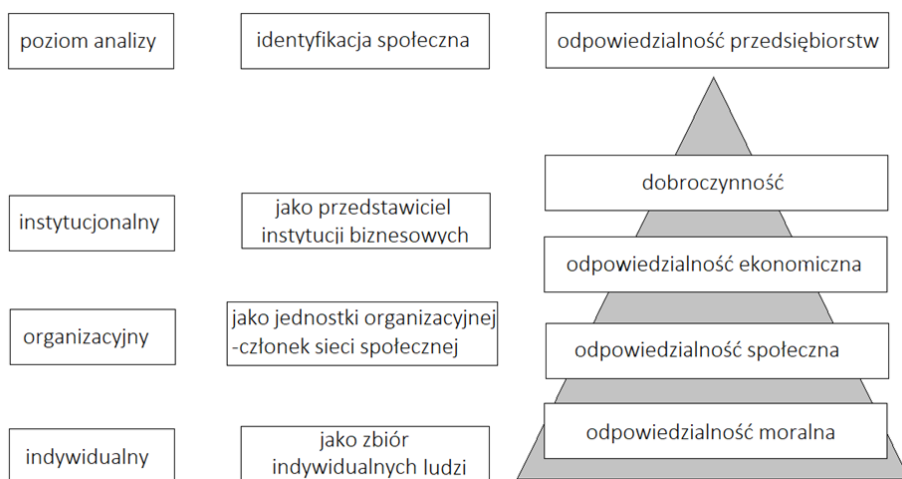 poziom analizy
identyfikacja społeczna
odpowiedzialność przedsiębiorstw
dobroczynność
instytucjonalny
jako przedstawiciel
instytucji biznesowych
odpowiedzialność ekonomiczna
organizacyjny
jako jednostki organizacyjnej
-członek sieci społecznej
odpowiedzialność społeczna
odpowiedzialność moralna
indywidualny
jako zbiór
indywidualnych ludzi